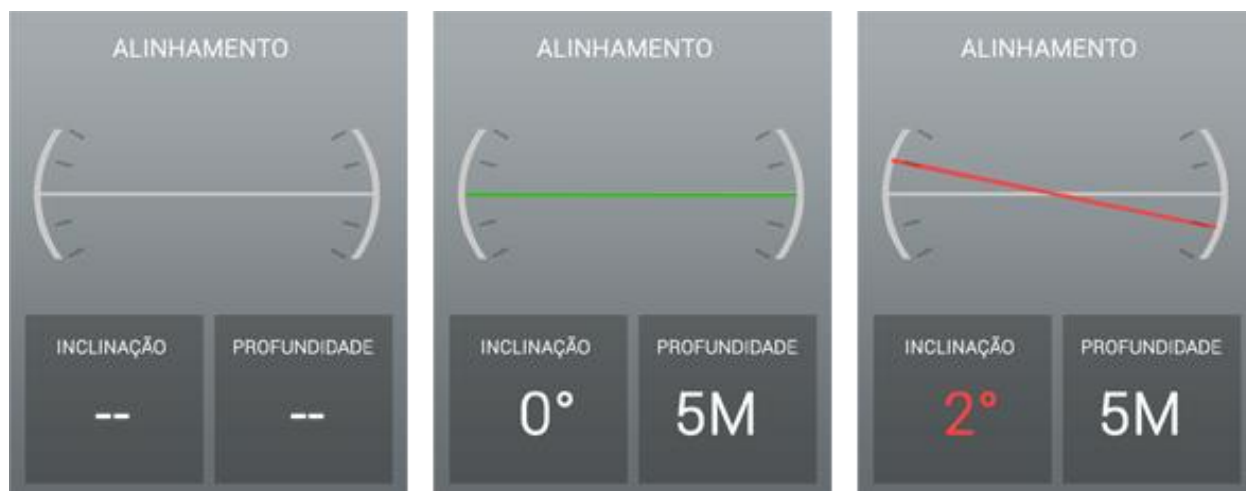 ALINHAMENTO
INCLINAÇÃO
--
PROFUNDIDADE
--
ALINHAMENTO
INCLINAÇÃO
0°
PROFUNDIDADE
5M
ALINHAMENTO
INCLINAÇÃO
2°
PROFUNDIDADE
5M